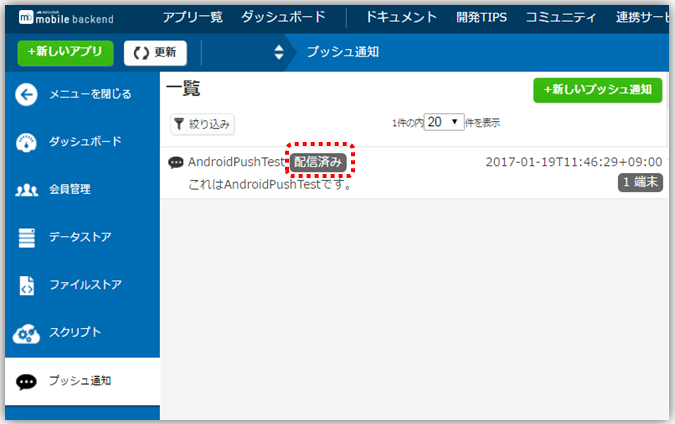 mobile backend アプリ一覧 ダッシュボード ドキュメント 開発TIPS コミュニティ 連携サービ
+新しいアプリ 更新 プッシュ通知
メニューを閉じる
ダッシュボード
会員管理
データストア
ファイルストア
スクリプト
プッシュ通知
一覧 +新しいプッシュ通知
絞り込み 1件の内 20 件を表示
AndroidPushTest 配信済み 2017-01-19T11:46:29+09:00
これはAndroidPushTestです。 1 端末